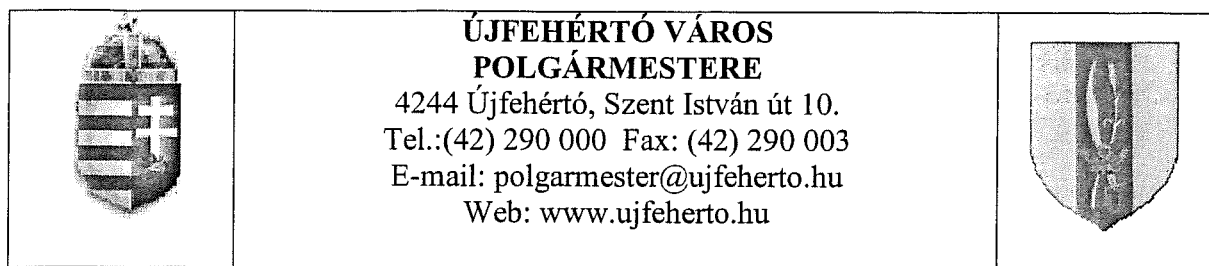 ÚJFEHÉRTÓ VÁROS
POLGÁRMESTERE
4244 Újfehértó, Szent István út 10.
Tel.:(42) 290 000 Fax: (42) 290 003
E-mail: polgarmester@ujfeherto.hu
Web: www.ujfeherto.hu